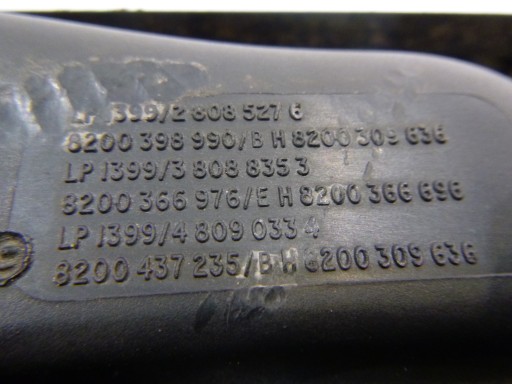 LP 1399/2 808 527 6
8200 398 990/B H 8200 309 636
LP 1399/3 808 835 3
8200 366 976/E H 8200 366 696
LP 1399/4 809 033 4
8200 437 235/B H 8200 309 636